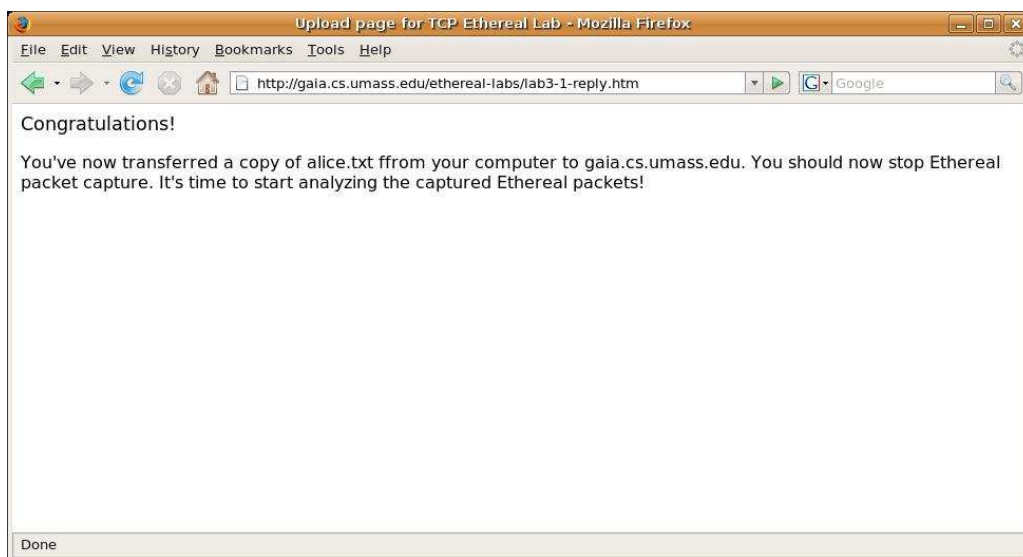 Upload page for TCP Ethereal Lab - Mozilla Firefox
File Edit View History Bookmarks Tools Help
http://gaia.cs.umass.edu/ethereal-labs/lab3-1-reply.htm G Google
Congratulations!
You've now transferred a copy of alice.txt ffrom your computer to gaia.cs.umass.edu. You should now stop Ethereal
packet capture. It's time to start analyzing the captured Ethereal packets!
Done